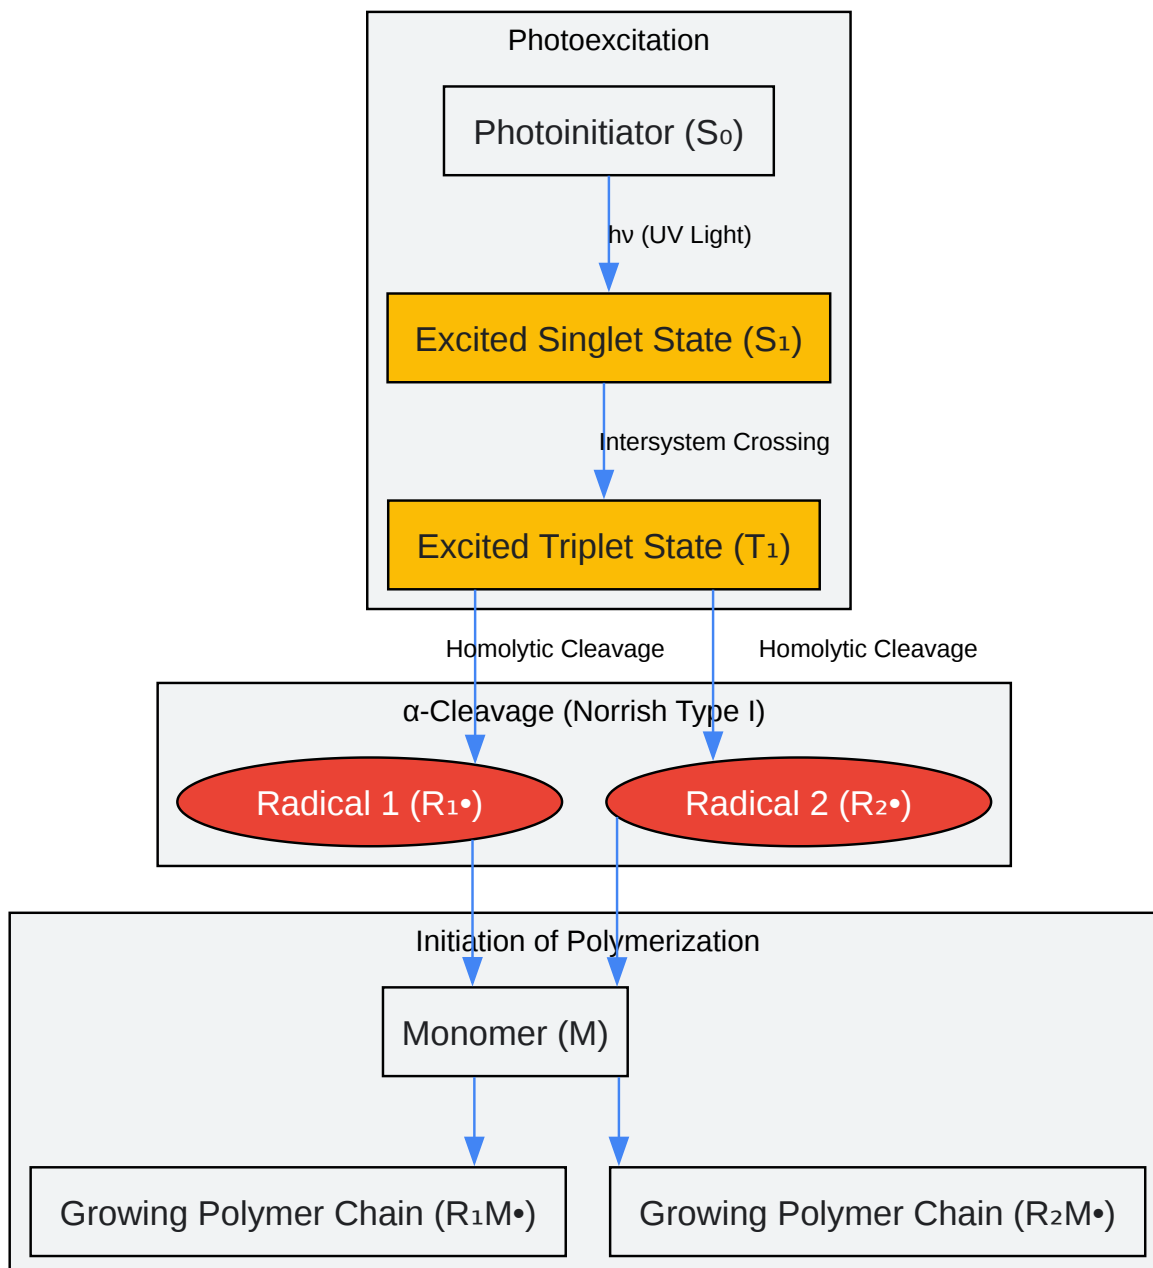 Photoexcitation
Photoinitiator (S₀)
hν (UV Light)
Excited Singlet State (S₁)
Intersystem Crossing
Excited Triplet State (T₁)
Homolytic Cleavage
Homolytic Cleavage
α-Cleavage (Norrish Type I)
Radical 1 (R₁•)
Radical 2 (R₂•)
Initiation of Polymerization
Monomer (M)
Growing Polymer Chain (R₁M•)
Growing Polymer Chain (R₂M•)